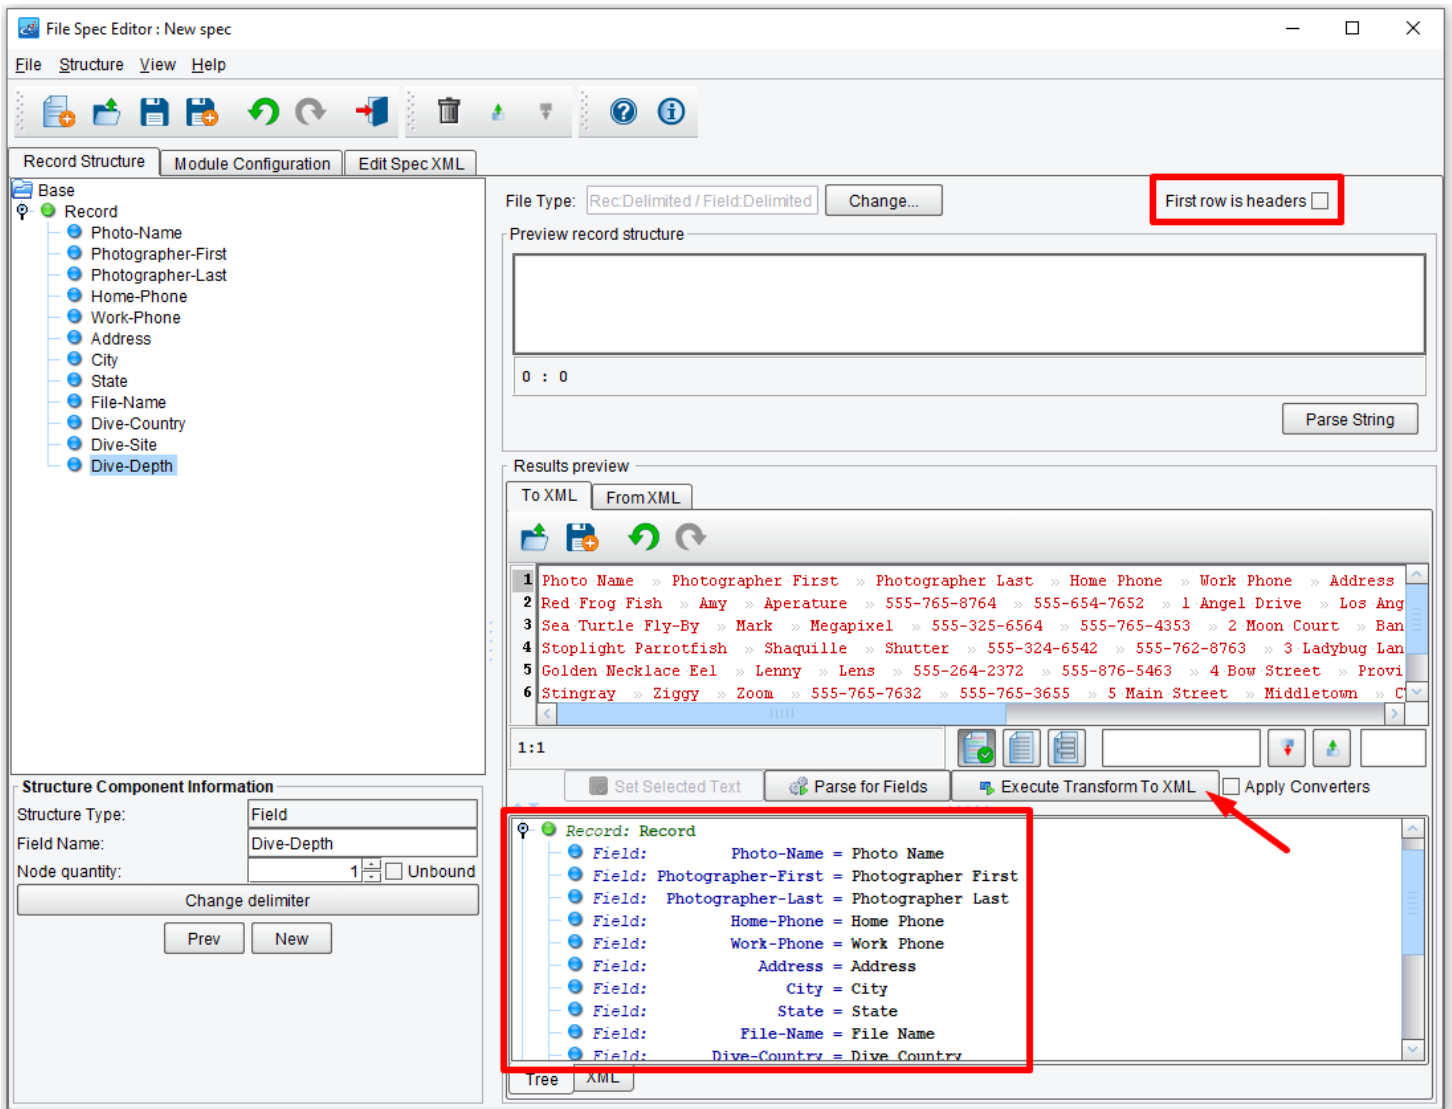 File Spec Editor : New spec
File Structure View Help
Record Structure Module Configuration Edit Spec XML
Base
Record
Photo-Name
Photographer-First
Photographer-Last
Home-Phone
Work-Phone
Address
City
State
File-Name
Dive-Country
Dive-Site
Dive-Depth
Structure Component Information
Structure Type: Field
Field Name: Dive-Depth
Node quantity: 1 Unbound
Change delimiter
Prev New
File Type: Rec:Delimited / Field:Delimited Change... First row is headers
Preview record structure
0 : 0
Parse String
Results preview
To XML From XML
1 Photo Name » Photographer First » Photographer Last » Home Phone » Work Phone » Address
2 Red Frog Fish » Amy » Aperature » 555-765-8764 » 555-654-7652 » 1 Angel Drive » Los Ang
3 Sea Turtle Fly-By » Mark » Megapixel » 555-325-6564 » 555-765-4353 » 2 Moon Court » Ban
4 Stoplight Parrotfish » Shaquille » Shutter » 555-324-6542 » 555-762-8763 » 3 Ladybug Lan
5 Golden Necklace Eel » Lenny » Lens » 555-264-2372 » 555-876-5463 » 4 Bow Street » Provi
6 Stingray » Ziggy » Zoom » 555-765-7632 » 555-765-3655 » 5 Main Street » Middletown » C
1:1
Set Selected Text Parse for Fields Execute Transform To XML Apply Converters
Record: Record
Field: Photo-Name = Photo Name
Field: Photographer-First = Photographer First
Field: Photographer-Last = Photographer Last
Field: Home-Phone = Home Phone
Field: Work-Phone = Work Phone
Field: Address = Address
Field: City = City
Field: State = State
Field: File-Name = File Name
Field: Dive-Country = Dive Country
Tree XML